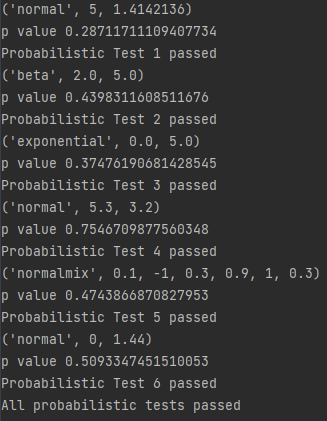 ('normal', 5, 1.4142136)
p value 0.28711711109407734
Probabilistic Test 1 passed
('beta', 2.0, 5.0)
p value 0.4398311608511676
Probabilistic Test 2 passed
('exponential', 0.0, 5.0)
p value 0.37476190681428545
Probabilistic Test 3 passed
('normal', 5.3, 3.2)
p value 0.7546709877560348
Probabilistic Test 4 passed
('normalmix', 0.1, -1, 0.3, 0.9, 1, 0.3)
p value 0.4743866870827953
Probabilistic Test 5 passed
('normal', 0, 1.44)
p value 0.5093347451510053
Probabilistic Test 6 passed
All probabilistic tests passed